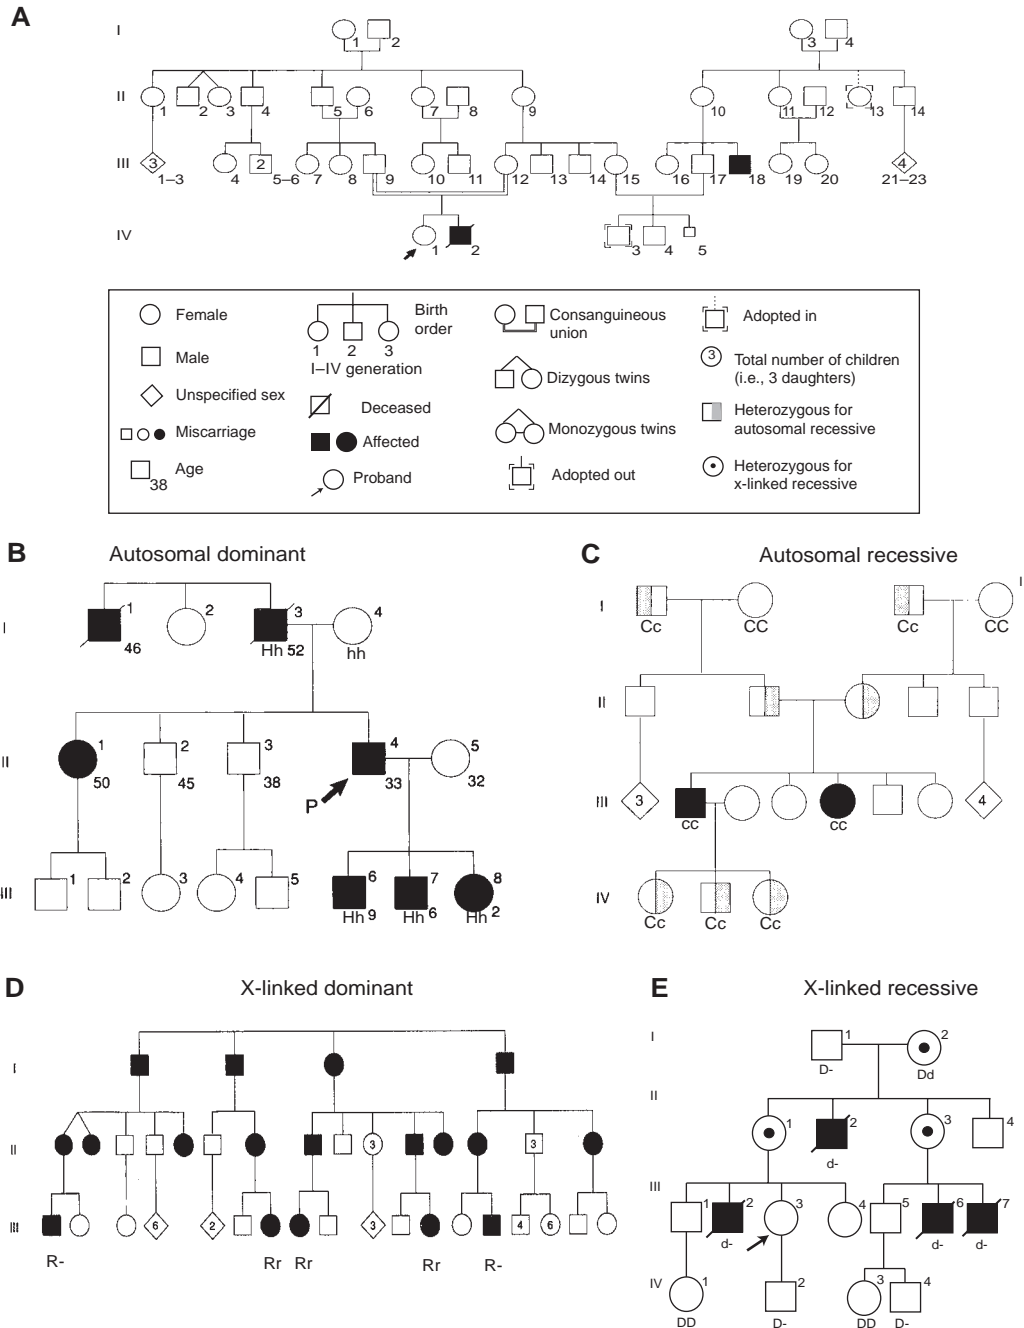 A
I
1 2 3 4
II
1 2 3 4 5 6 7 8 9 10 11 12 13 14
III
3 2 4
1–3 4 5–6 7 8 9 10 11 12 13 14 15 16 17 18 19 20 21–23
IV
1 2 3 4 5
Female
Male
Unspecified sex
Miscarriage
Age
38
Birth
order
1 2 3
I–IV generation
Deceased
Affected
Proband
Consanguineous
union
Dizygous twins
Monozygous twins
Adopted out
Adopted in
3
Total number of children
(i.e., 3 daughters)
Heterozygous for
autosomal recessive
Heterozygous for
x-linked recessive
B Autosomal dominant
I
1 2 3 4
46 Hh 52 hh
II
1 2 3 4 5
50 45 38 33 32
P
III
1 2 3 4 5 6 7 8
Hh 9 Hh 6 Hh 2
C Autosomal recessive
I
I
Cc CC Cc CC
II
III
3 4
cc cc
IV
Cc Cc Cc
D X-linked dominant
I
II
3 3
III
6 2 3 4 6
R- Rr Rr Rr R-
E X-linked recessive
I
1 2
D- Dd
II
1 2 3 4
d-
III
1 2 3 4 5 6 7
d- d- d-
IV
1 2 3 4
DD D- DD D-